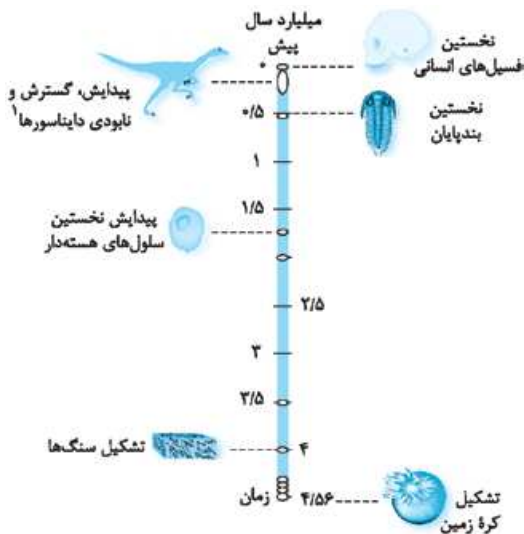 میلیارد سال
پیش
نخستین
فسیل‌های انسانی
۰
پیدایش، گسترش و
نابودی دایناسورها۱
نخستین
بندپایان
۰/۵
۱
۱/۵
پیدایش نخستین
سلول‌های هسته‌دار
۲/۵
۳
۳/۵
تشکیل سنگ‌ها
۴
زمان
۴/۵۶
تشکیل
کرهٔ زمین